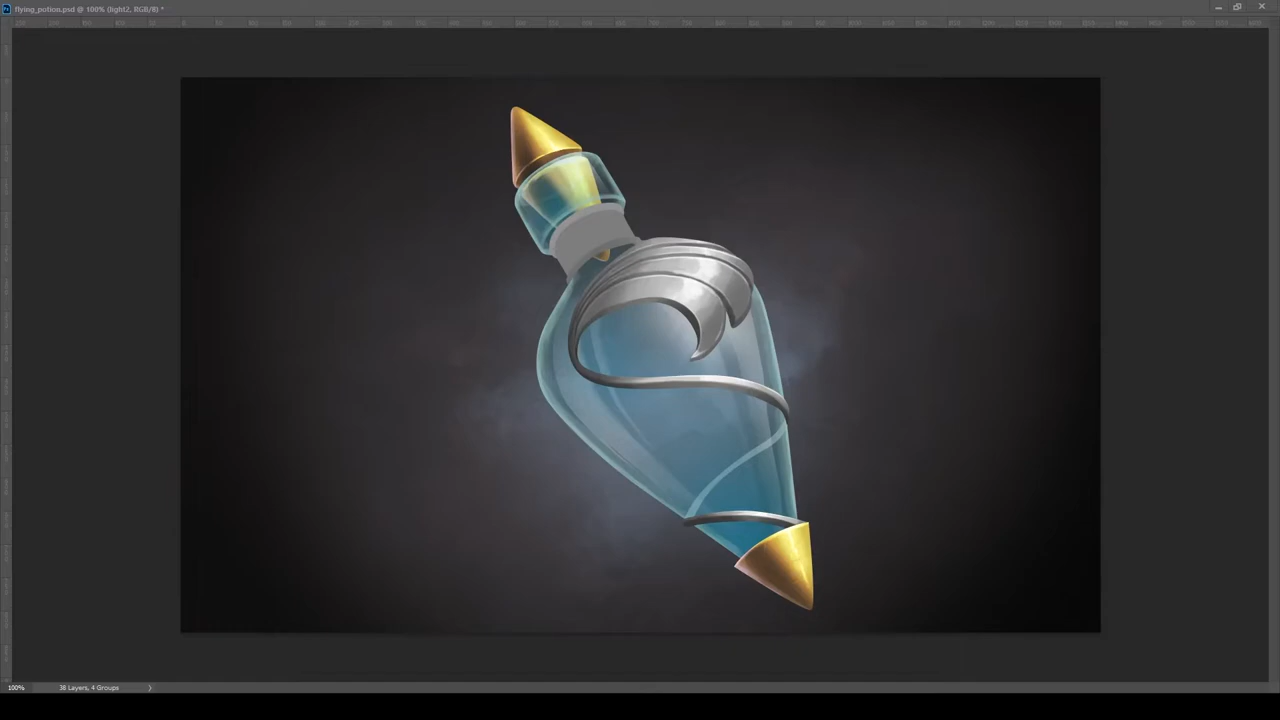 flying_potion.psd @ 100% (light2, RGB/8) *
100%
38 Layers, 4 Groups